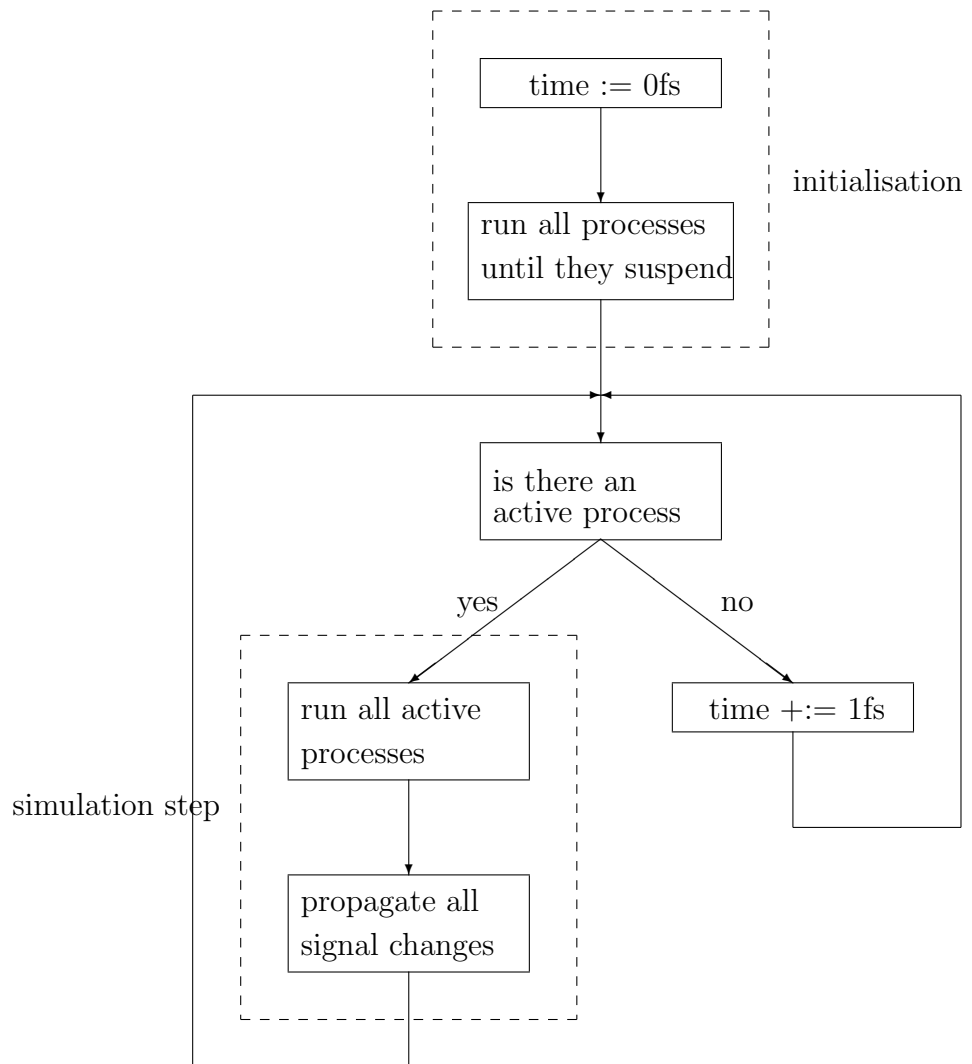 time := 0fs
initialisation
run all processes
until they suspend
is there an
active process
yes
no
run all active
processes
time +:= 1fs
simulation step
propagate all
signal changes